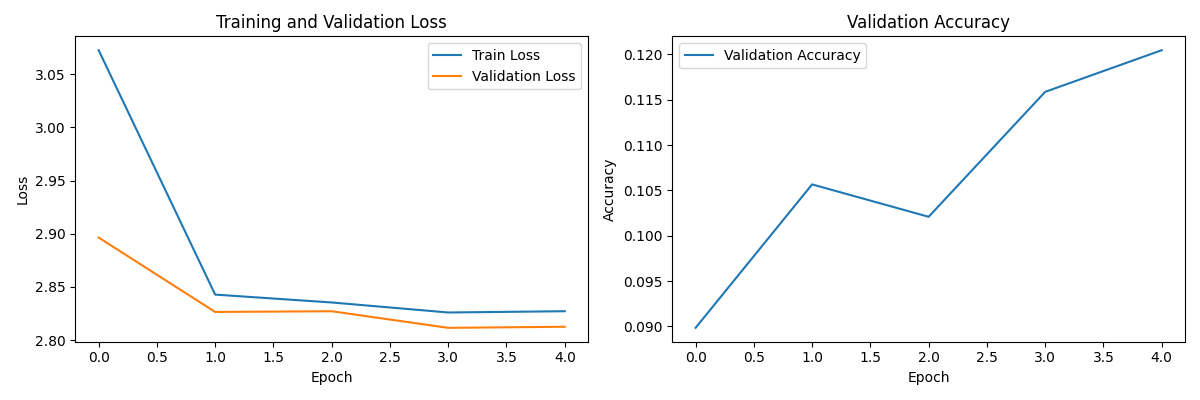 Training and Validation Loss
Train Loss
Validation Loss
3.05
3.00
2.95
2.90
2.85
2.80
Loss
0.0 0.5 1.0 1.5 2.0 2.5 3.0 3.5 4.0
Epoch
Validation Accuracy
Validation Accuracy
0.120
0.115
0.110
0.105
0.100
0.095
0.090
Accuracy
0.0 0.5 1.0 1.5 2.0 2.5 3.0 3.5 4.0
Epoch